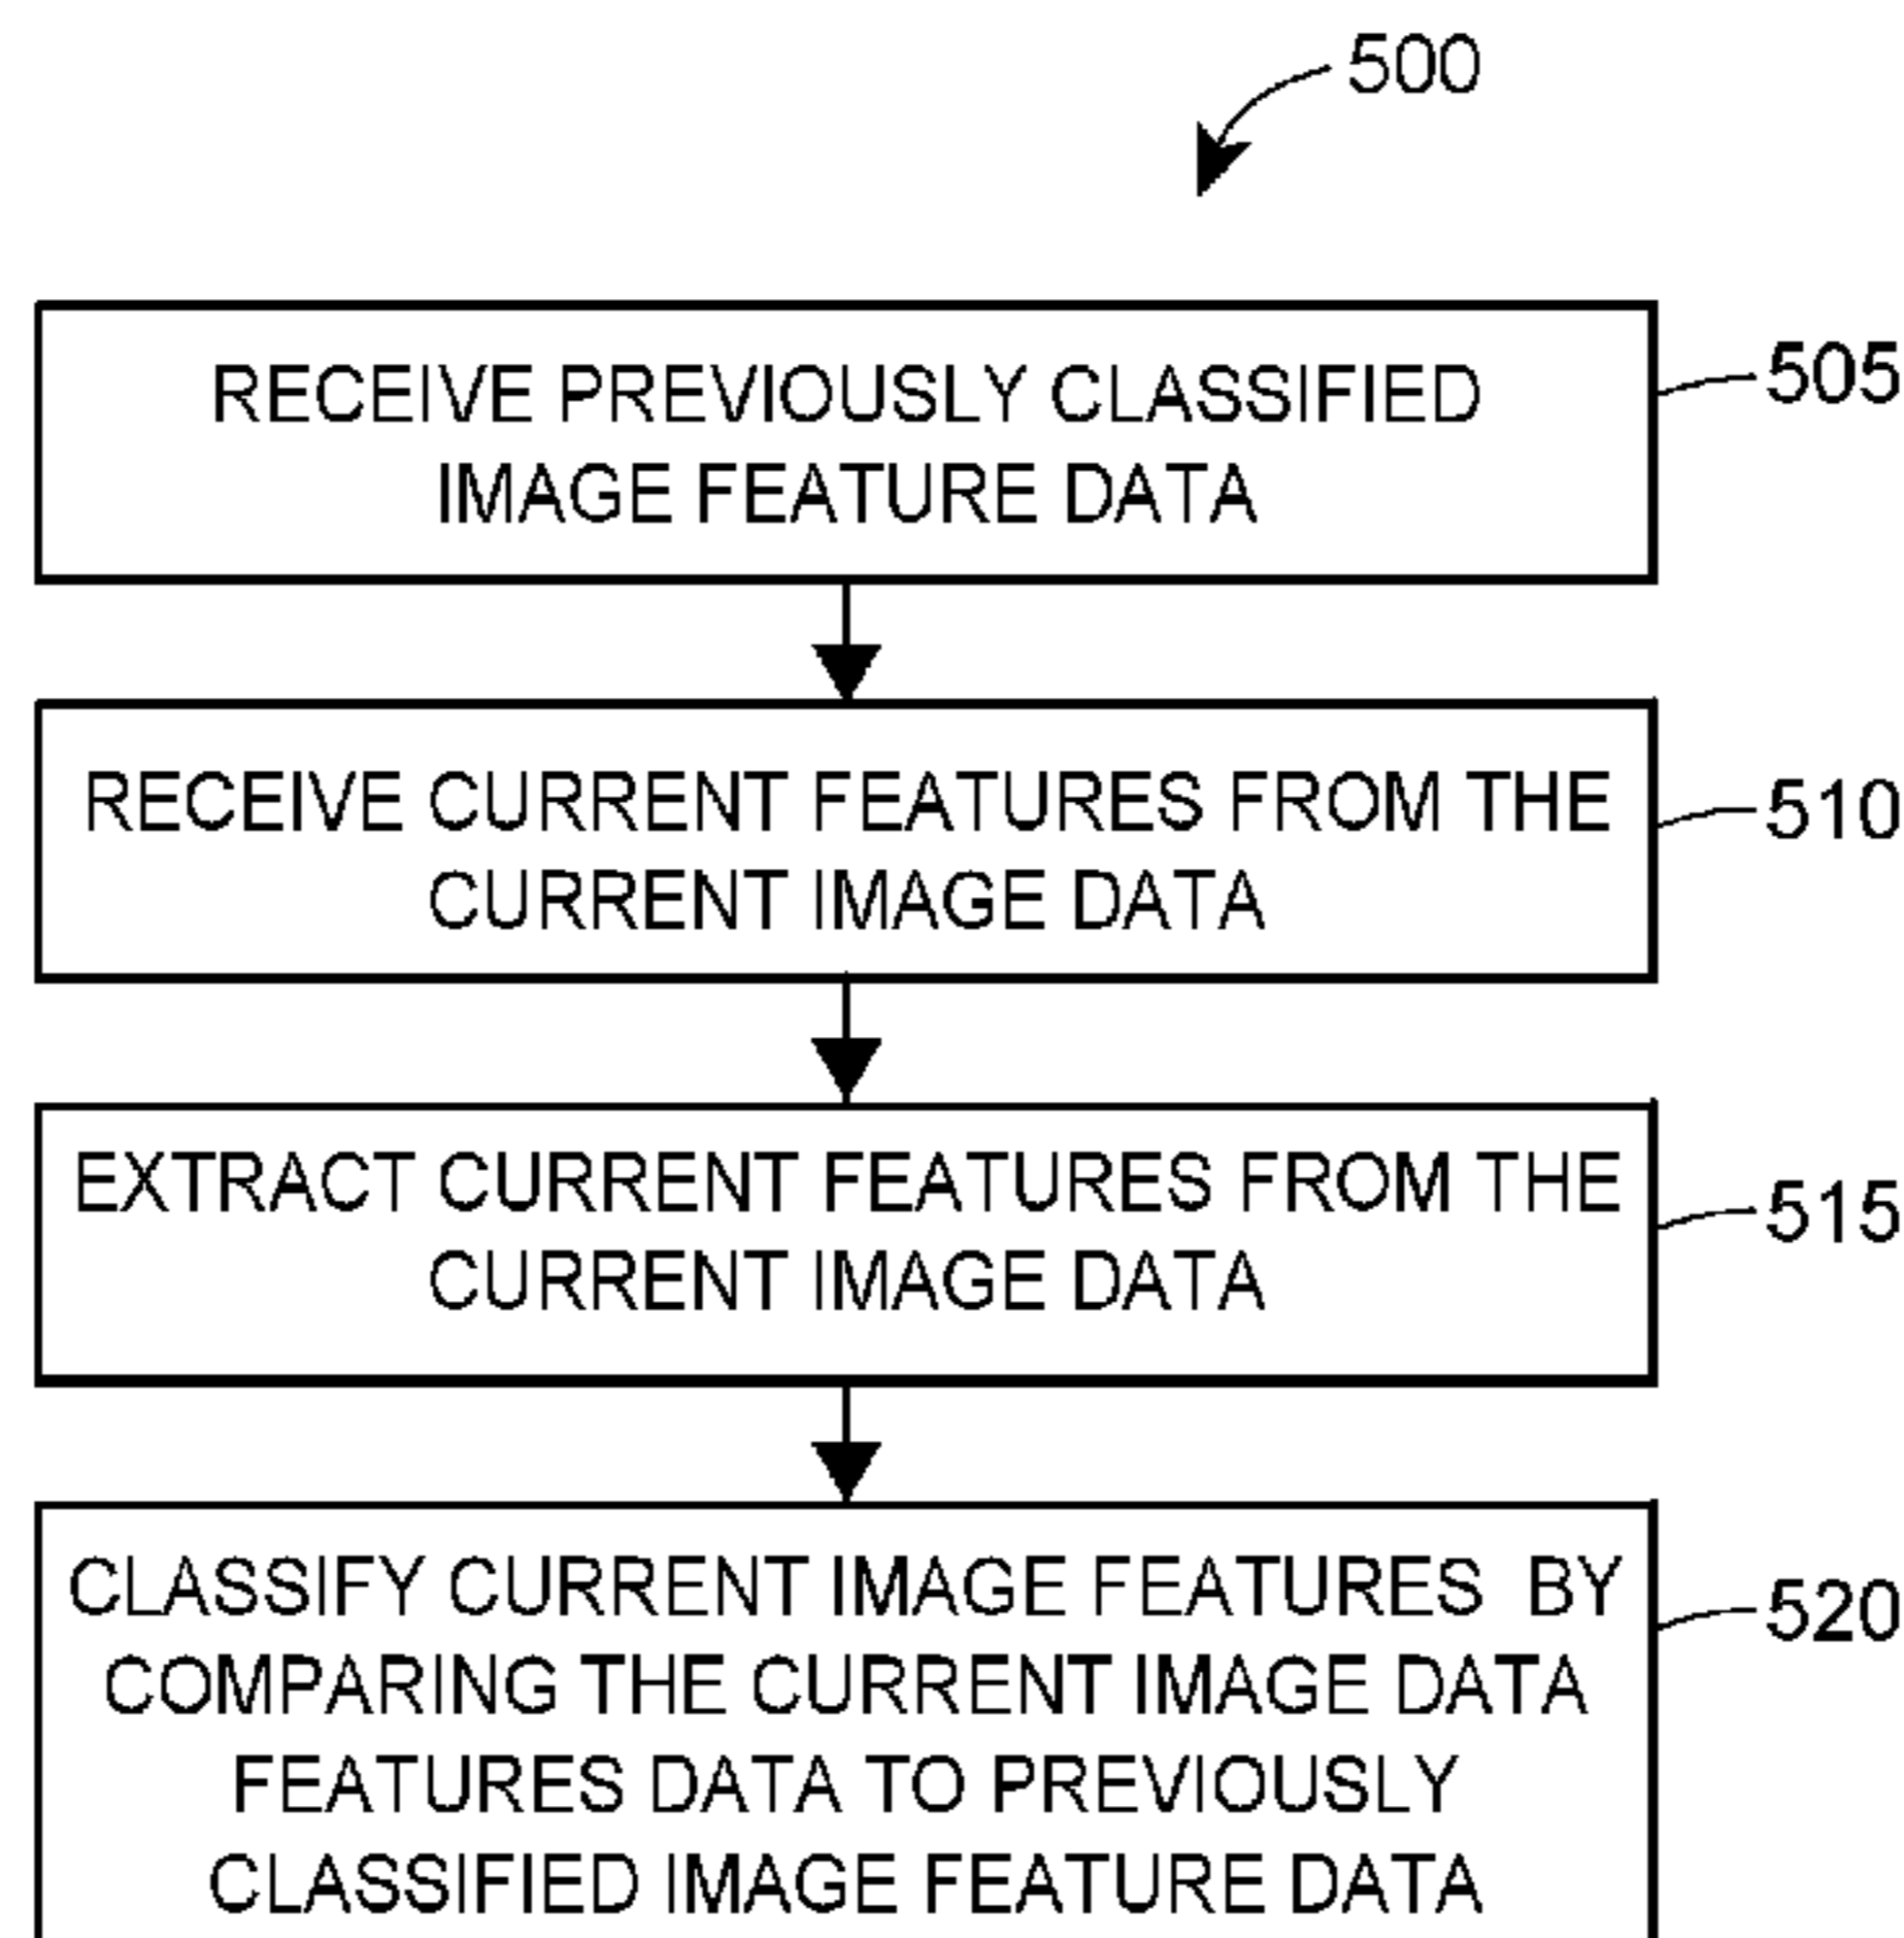 500
RECEIVE PREVIOUSLY CLASSIFIED
IMAGE FEATURE DATA
505
RECEIVE CURRENT FEATURES FROM THE
CURRENT IMAGE DATA
510
EXTRACT CURRENT FEATURES FROM THE
CURRENT IMAGE DATA
515
CLASSIFY CURRENT IMAGE FEATURES BY
COMPARING THE CURRENT IMAGE DATA
FEATURES DATA TO PREVIOUSLY
CLASSIFIED IMAGE FEATURE DATA
520